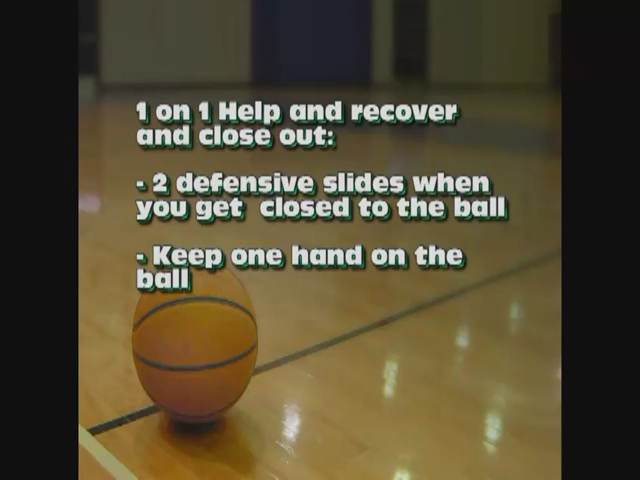 1 on 1 Help and recover
and close out:
- 2 defensive slides when
you get closed to the ball
- Keep one hand on the
ball